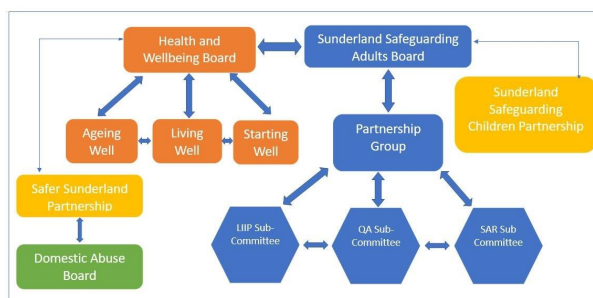 Health and
Wellbeing Board
Sunderland Safeguarding
Adults Board
Sunderland
Safeguarding
Children Partnership
Ageing
Well
Living
Well
Starting
Well
Partnership
Group
Safer Sunderland
Partnership
Domestic Abuse
Board
LIIP Sub-
Committee
QA Sub-
Committee
SAR Sub
Committee